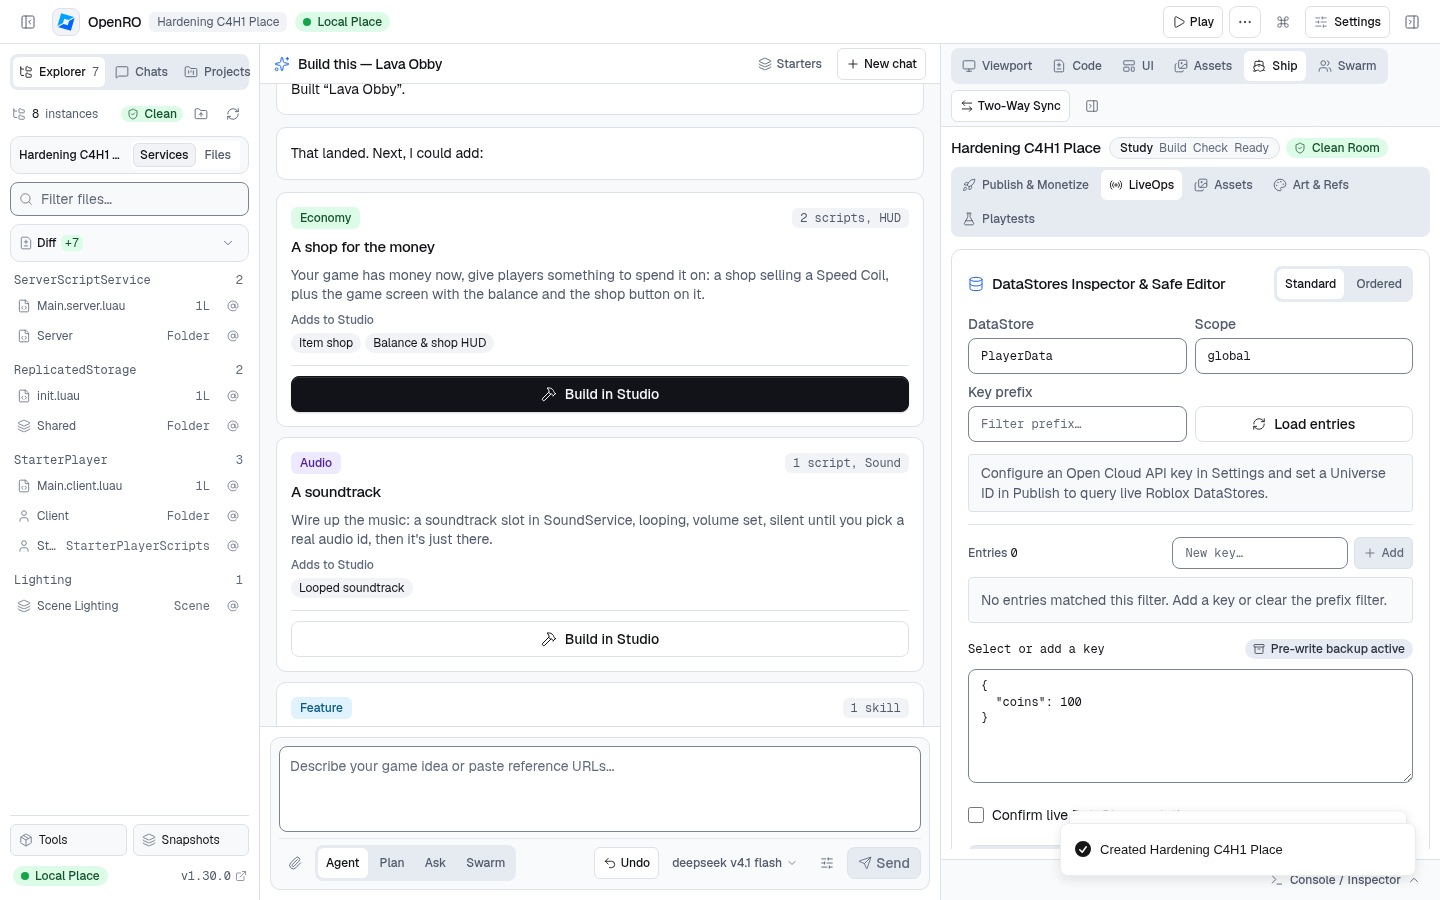 OpenRO
Hardening C4H1 Place
Local Place
Play
Settings
Explorer 7
Chats
Projects
8 instances
Clean
Hardening C4H1 ...
Services
Files
Filter files...
Diff +7
ServerScriptService 2
Main.server.luau 1L
Server Folder
ReplicatedStorage 2
init.luau 1L
Shared Folder
StarterPlayer 3
Main.client.luau 1L
Client Folder
St... StarterPlayerScripts
Lighting 1
Scene Lighting Scene
Tools
Snapshots
Local Place
v1.30.0
Build this — Lava Obby
Starters
New chat
Built “Lava Obby”.
That landed. Next, I could add:
Economy
2 scripts, HUD
A shop for the money
Your game has money now, give players something to spend it on: a shop selling a Speed Coil,
plus the game screen with the balance and the shop button on it.
Adds to Studio
Item shop
Balance & shop HUD
Build in Studio
Audio
1 script, Sound
A soundtrack
Wire up the music: a soundtrack slot in SoundService, looping, volume set, silent until you pick a
real audio id, then it's just there.
Adds to Studio
Looped soundtrack
Build in Studio
Feature
1 skill
Describe your game idea or paste reference URLs...
Agent
Plan
Ask
Swarm
Undo
deepseek v4.1 flash
Send
Viewport
Code
UI
Assets
Ship
Swarm
Two-Way Sync
Hardening C4H1 Place
Study Build Check Ready
Clean Room
Publish & Monetize
LiveOps
Assets
Art & Refs
Playtests
DataStores Inspector & Safe Editor
Standard
Ordered
DataStore
Scope
PlayerData
global
Key prefix
Filter prefix...
Load entries
Configure an Open Cloud API key in Settings and set a Universe
ID in Publish to query live Roblox DataStores.
Entries 0
New key...
Add
No entries matched this filter. Add a key or clear the prefix filter.
Select or add a key
Pre-write backup active
{
"coins": 100
}
Confirm live
Created Hardening C4H1 Place
Console / Inspector